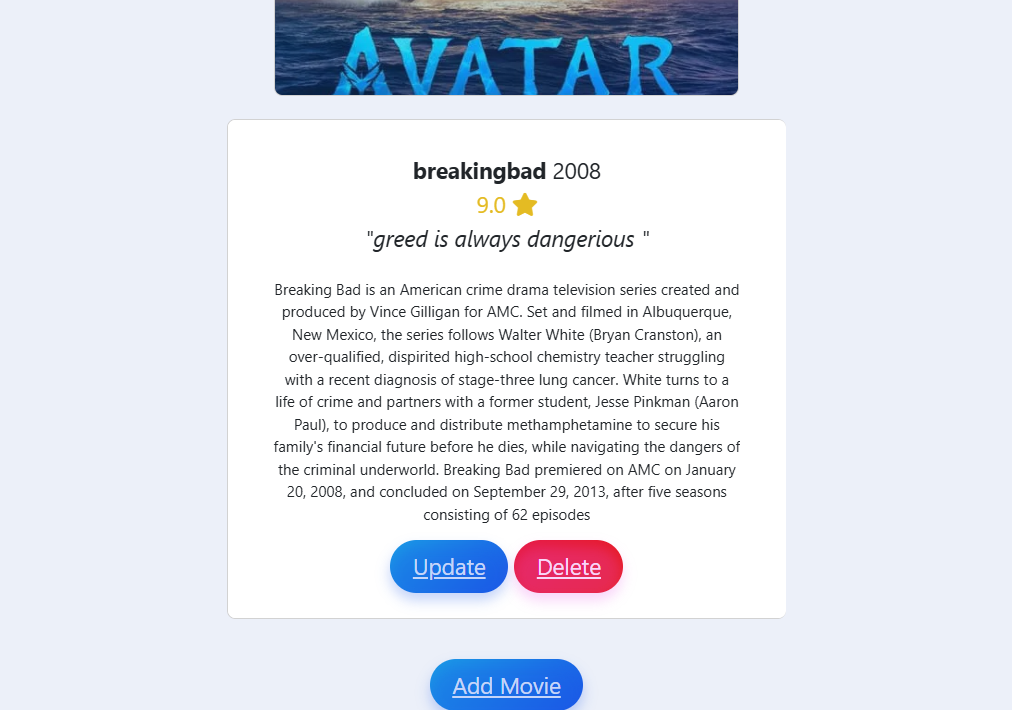 AVATAR
breakingbad 2008
9.0
"greed is always dangerious "
Breaking Bad is an American crime drama television series created and
produced by Vince Gilligan for AMC. Set and filmed in Albuquerque,
New Mexico, the series follows Walter White (Bryan Cranston), an
over-qualified, dispirited high-school chemistry teacher struggling
with a recent diagnosis of stage-three lung cancer. White turns to a
life of crime and partners with a former student, Jesse Pinkman (Aaron
Paul), to produce and distribute methamphetamine to secure his
family's financial future before he dies, while navigating the dangers of
the criminal underworld. Breaking Bad premiered on AMC on January
20, 2008, and concluded on September 29, 2013, after five seasons
consisting of 62 episodes
Update Delete
Add Movie